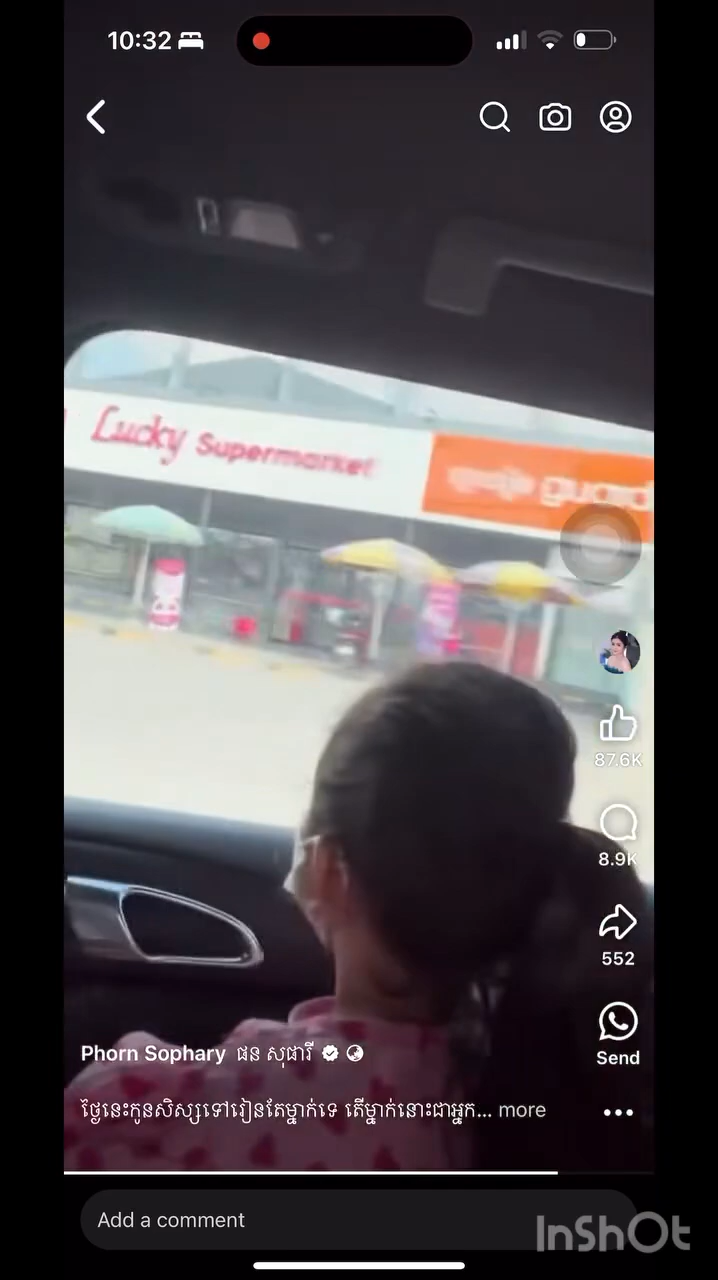 10:32
Lucky Supermarket
Phorn Sophary ផន សុផារី
ថ្ងៃនេះកូនសិស្សទៅរៀនតែម្នាក់ទេ តើម្នាក់នោះជាអ្នក... more
87.6K
8.9K
552
Send
Add a comment
InShOt